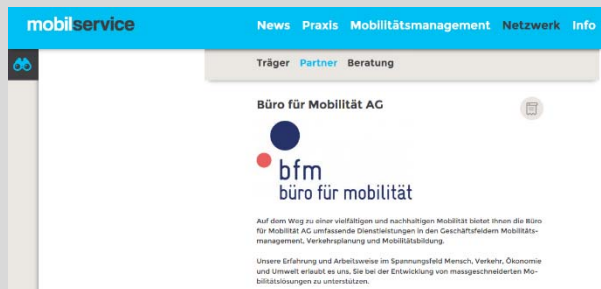 mobilservice
News Praxis Mobilitätsmanagement Netzwerk Info
Träger Partner Beratung
Büro für Mobilität AG
bfm
büro für mobilität
Auf dem Weg zu einer vielfältigen und nachhaltigen Mobilität bietet Ihnen die Büro
für Mobilität AG umfassende Dienstleistungen in den Geschäftsfeldern Mobilitäts-
management, Verkehrsplanung und Mobilitätsbildung.
Unsere Erfahrung und Arbeitsweise im Spannungsfeld Mensch, Verkehr, Ökonomie
und Umwelt erlaubt es uns, Sie bei der Entwicklung von massgeschneiderten Mo-
bilitätslösungen zu unterstützen.